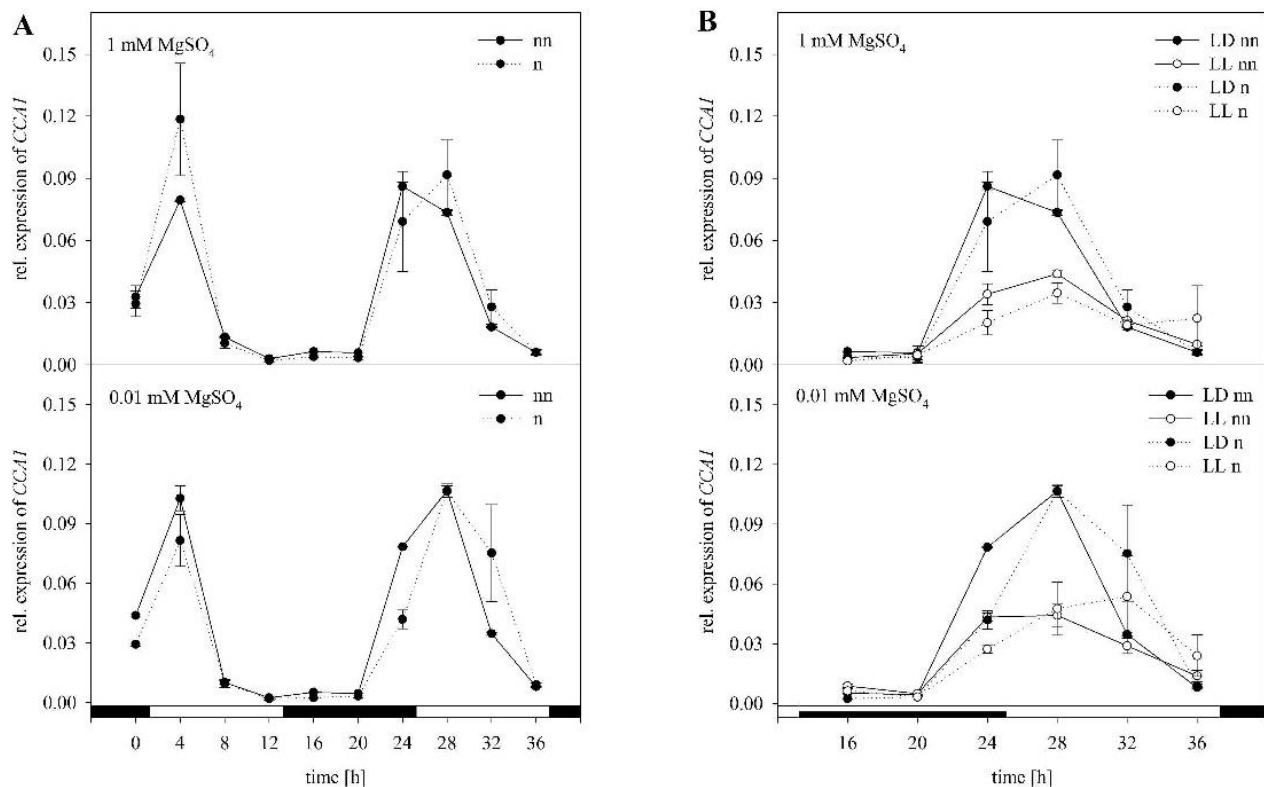 A
1 mM MgSO₄
nn
n
rel. expression of CCA1
0.15
0.12
0.09
0.06
0.03
0.00
0.01 mM MgSO₄
nn
n
rel. expression of CCA1
0.15
0.12
0.09
0.06
0.03
0.00
0 4 8 12 16 20 24 28 32 36
time [h]
B
1 mM MgSO₄
LD nn
LL nn
LD n
LL n
rel. expression of CCA1
0.15
0.12
0.09
0.06
0.03
0.00
0.01 mM MgSO₄
LD nn
LL nn
LD n
LL n
rel. expression of CCA1
0.15
0.12
0.09
0.06
0.03
0.00
16 20 24 28 32 36
time [h]